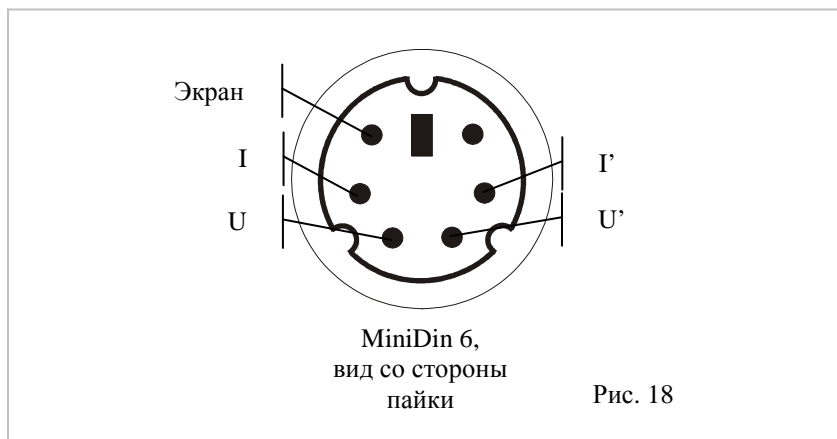 Экран
I
I’
U
U’
MiniDin 6,
вид со стороны
пайки
Рис. 18